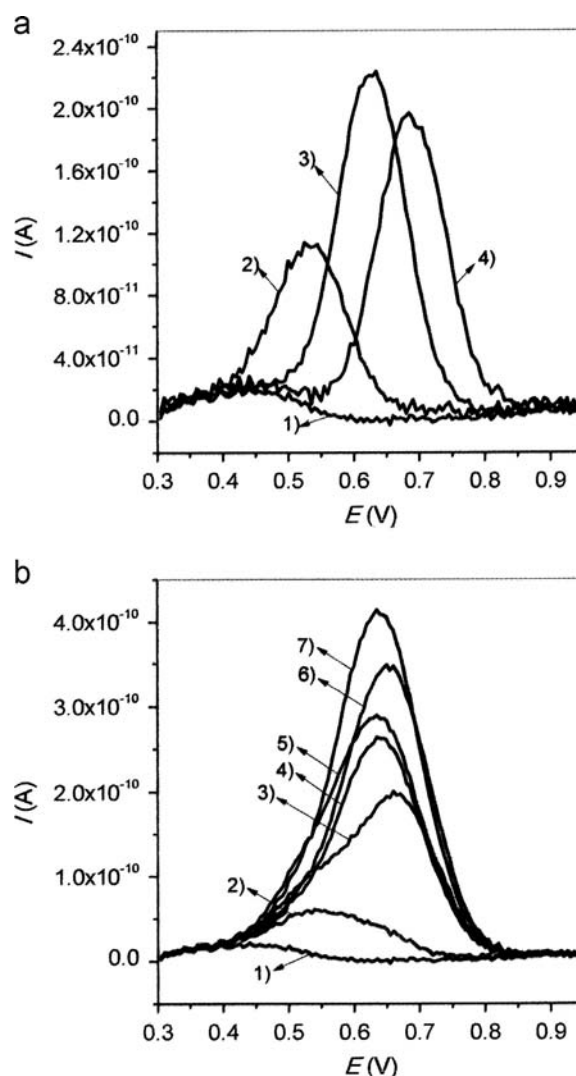 a
2.4x10⁻¹⁰
2.0x10⁻¹⁰
1.6x10⁻¹⁰
1.2x10⁻¹⁰
8.0x10⁻¹¹
4.0x10⁻¹¹
0.0
I (A)
3)
2)
4)
1)
0.3 0.4 0.5 0.6 0.7 0.8 0.9
E (V)
b
4.0x10⁻¹⁰
3.0x10⁻¹⁰
2.0x10⁻¹⁰
1.0x10⁻¹⁰
0.0
I (A)
7)
6)
5)
4)
3)
2)
1)
0.3 0.4 0.5 0.6 0.7 0.8 0.9
E (V)